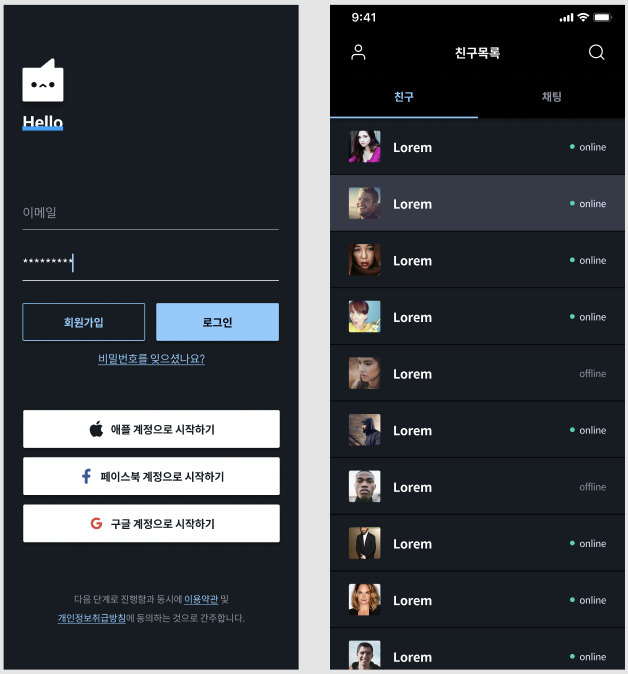 Hello
이메일
*********
회원가입
로그인
비밀번호를 잊으셨나요?
애플 계정으로 시작하기
페이스북 계정으로 시작하기
구글 계정으로 시작하기
다음 단계로 진행함과 동시에 이용약관 및
개인정보취급방침에 동의하는 것으로 간주합니다.
9:41
친구목록
친구 채팅
Lorem online
Lorem online
Lorem online
Lorem online
Lorem offline
Lorem online
Lorem offline
Lorem online
Lorem online
Lorem online